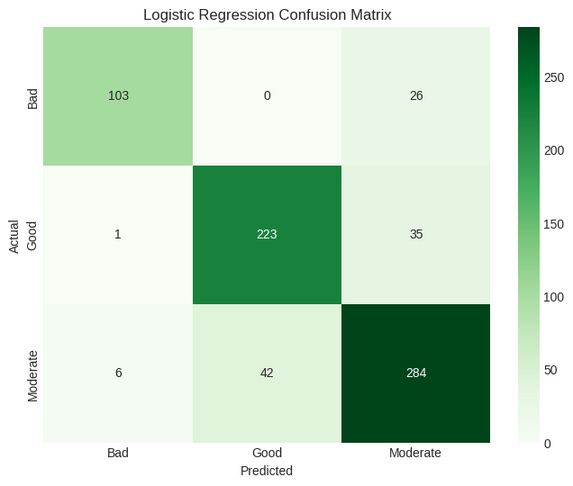 Logistic Regression Confusion Matrix
Actual
Bad
Good
Moderate
103 0 26
1 223 35
6 42 284
Bad Good Moderate
Predicted
250
200
150
100
50
0